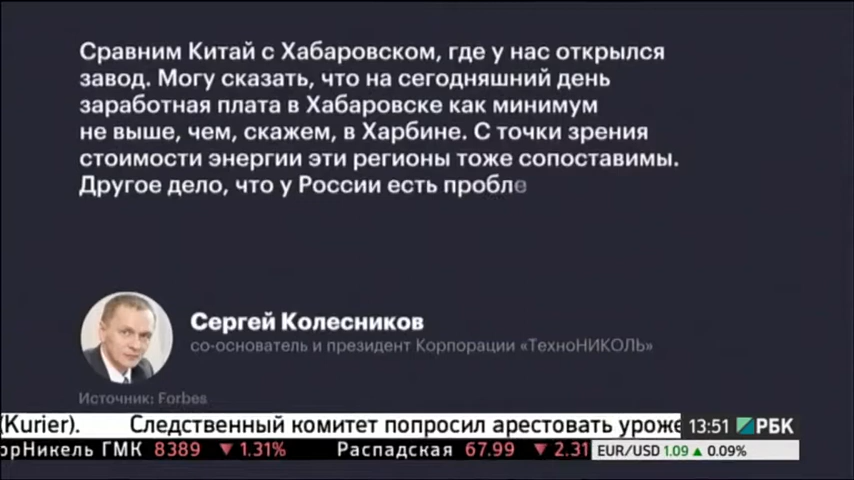 Сравним Китай с Хабаровском, где у нас открылся
завод. Могу сказать, что на сегодняшний день
заработная плата в Хабаровске как минимум
не выше, чем, скажем, в Харбине. С точки зрения
стоимости энергии эти регионы тоже сопоставимы.
Другое дело, что у России есть пробле
Сергей Колесников
со-основатель и президент Корпорации «ТехноНИКОЛЬ»
Источник: Forbes
(Kurier). Следственный комитет попросил арестовать уроже 13:51 РБК
орНикель ГМК 8389 ▼ 1.31% Распадская 67.99 ▼ 2.31 EUR/USD 1.09 ▲ 0.09%